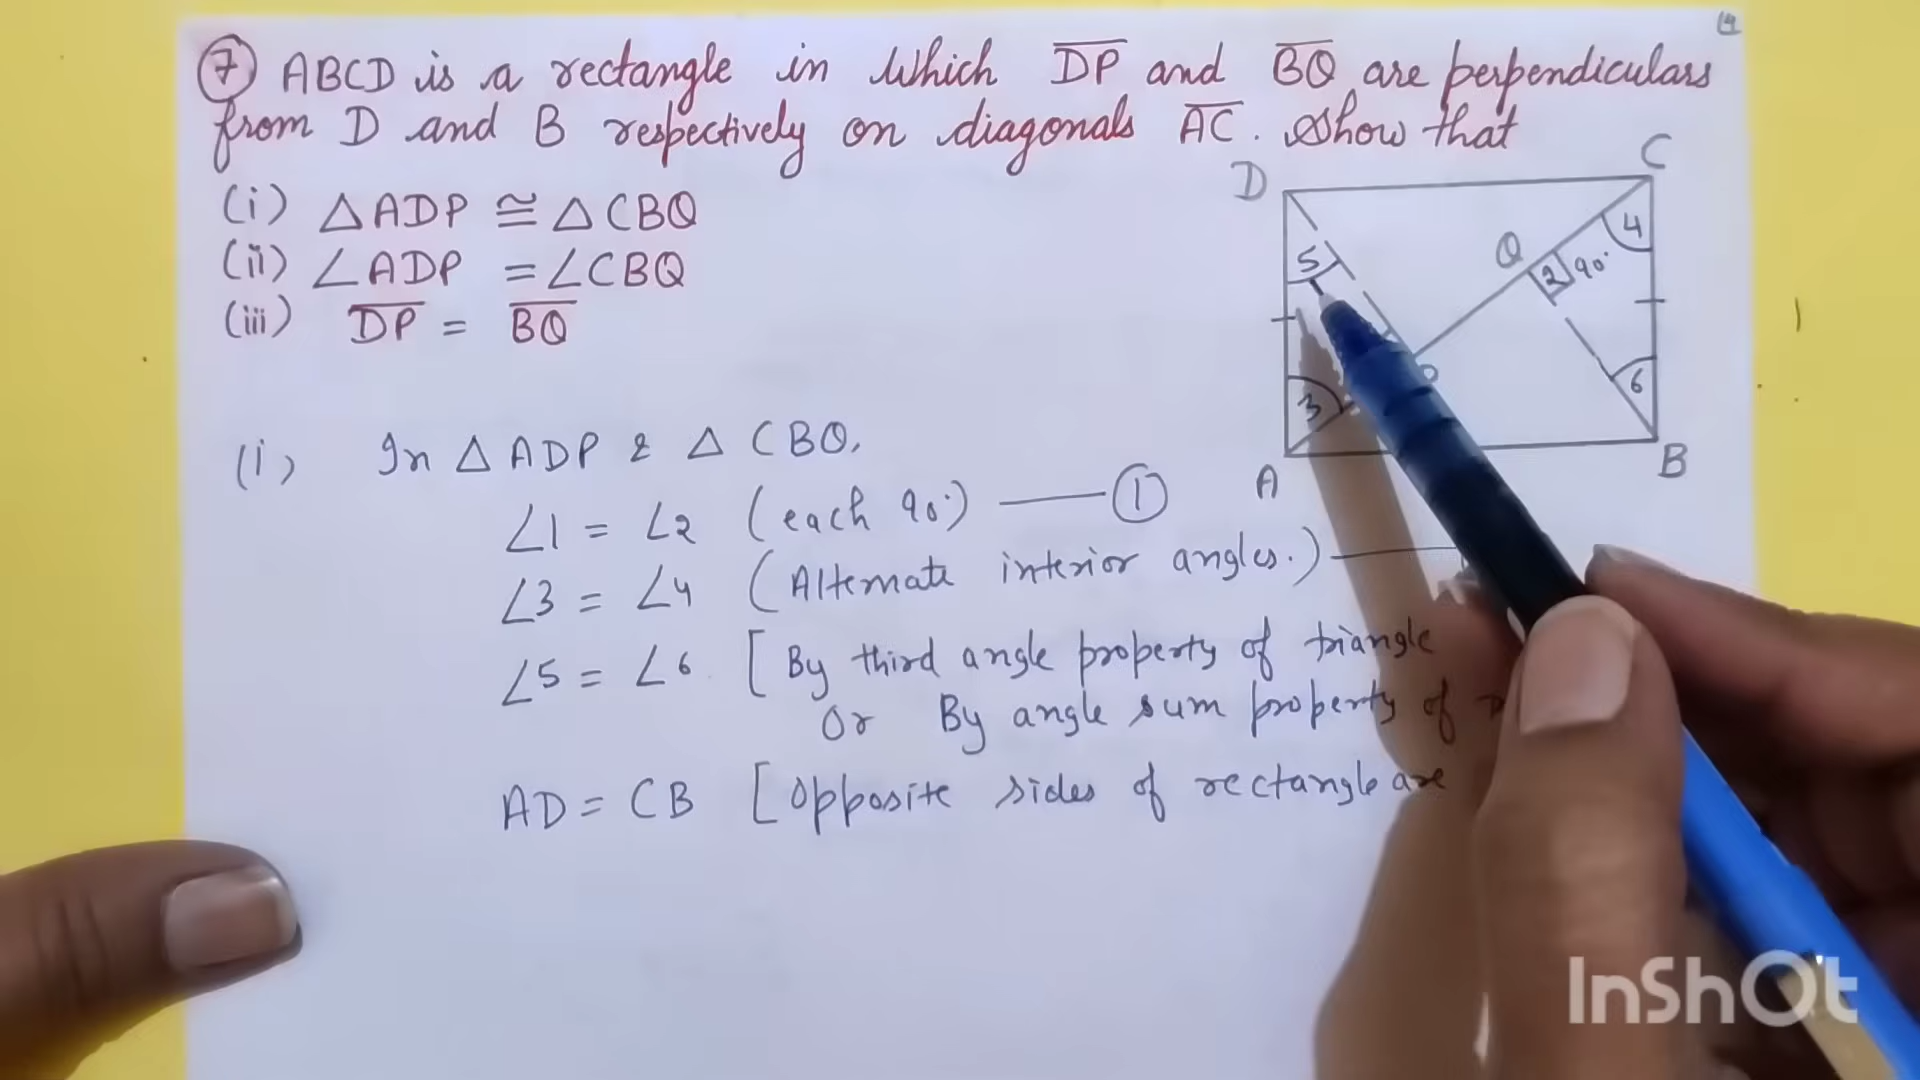 7 ABCD is a rectangle in which DP and BQ are perpendiculars
from D and B respectively on diagonals AC. Show that
(i) △ADP ≅ △CBQ
(ii) ∠ADP = ∠CBQ
(iii) DP = BQ
D
C
Q
4
5
2
90°
3
6
A
B
(i) In △ ADP & △ CBQ,
∠1 = ∠2 (each 90°) — 1
∠3 = ∠4 (Alternate interior angles.) —
∠5 = ∠6 [By third angle property of triangle
Or By angle sum property of
AD = CB [Opposite sides of rectangle are
InShOt